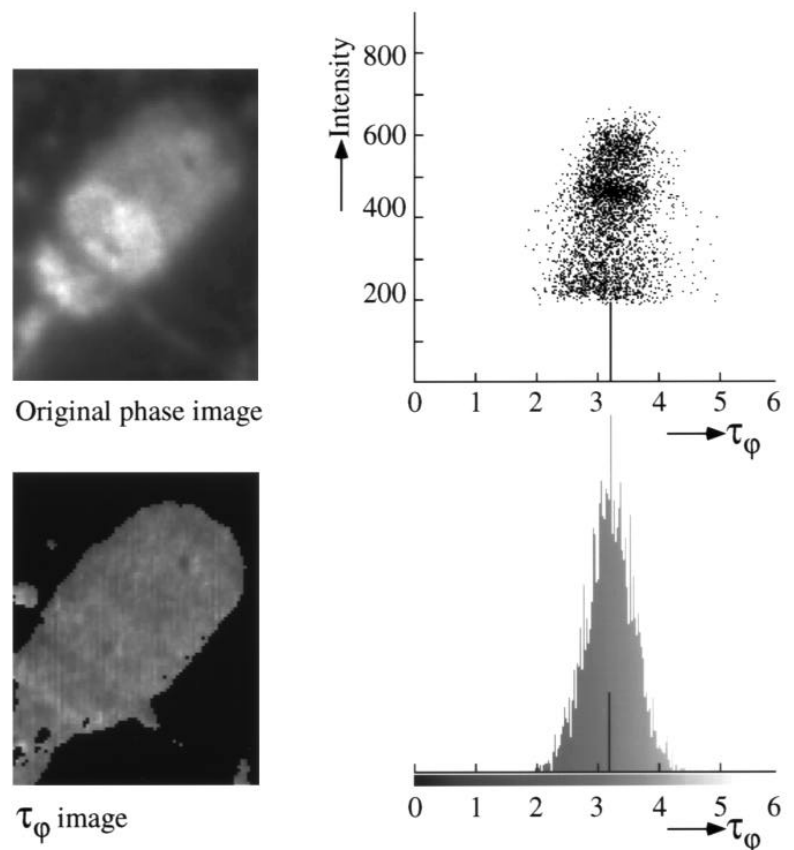 Original phase image
τφ image
Intensity
800
600
400
200
0 1 2 3 4 5 6
τφ
0 1 2 3 4 5 6
τφ